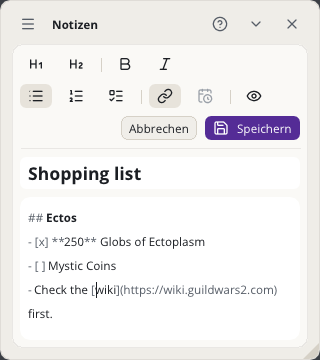 Notizen
H1 H2 B I
Abbrechen Speichern
Shopping list
## Ectos
- [x] **250** Globs of Ectoplasm
- [ ] Mystic Coins
- Check the [wiki](https://wiki.guildwars2.com)
first.